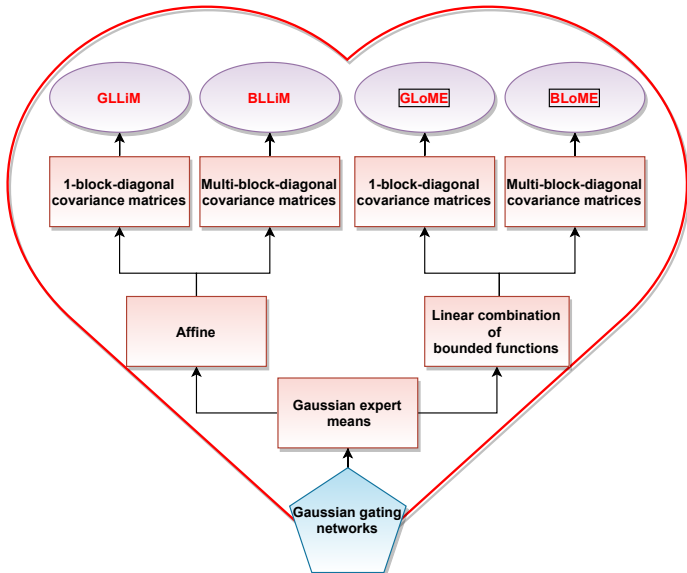 GLLiM
BLLiM
GLoME
BLoME
1-block-diagonal
covariance matrices
Multi-block-diagonal
covariance matrices
1-block-diagonal
covariance matrices
Multi-block-diagonal
covariance matrices
Affine
Linear combination
of
bounded functions
Gaussian expert
means
Gaussian gating
networks